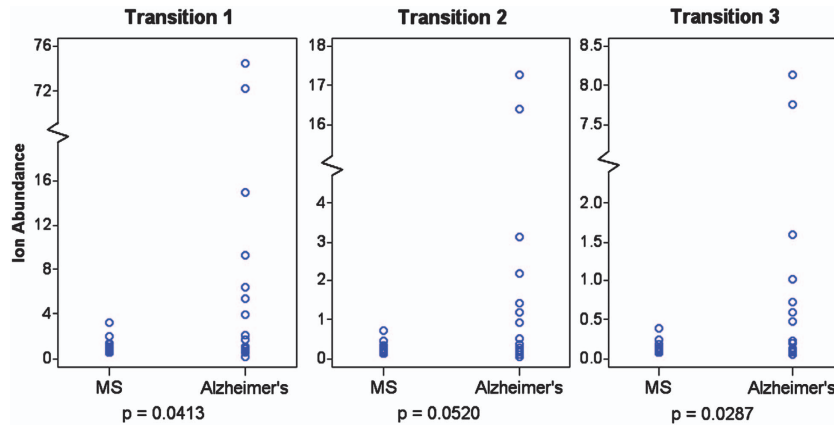 Transition 1
Transition 2
Transition 3
Ion Abundance
76
72
16
12
8
4
0
18
17
16
4
3
2
1
0
8.5
8.0
7.5
2.0
1.5
1.0
0.5
0.0
MS
Alzheimer's
MS
Alzheimer's
MS
Alzheimer's
p = 0.0413
p = 0.0520
p = 0.0287